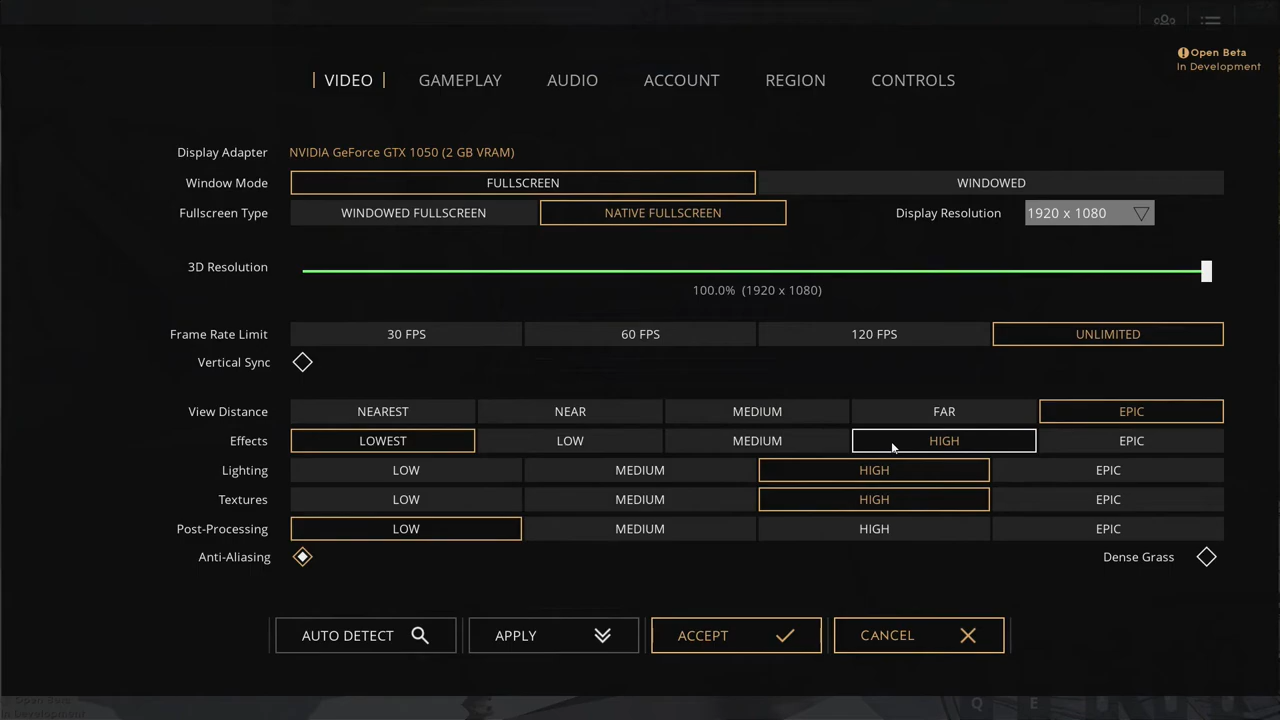 Open Beta
In Development
VIDEO GAMEPLAY AUDIO ACCOUNT REGION CONTROLS
Display Adapter NVIDIA GeForce GTX 1050 (2 GB VRAM)
Window Mode FULLSCREEN WINDOWED
Fullscreen Type WINDOWED FULLSCREEN NATIVE FULLSCREEN Display Resolution 1920 x 1080
3D Resolution
100.0% (1920 x 1080)
Frame Rate Limit 30 FPS 60 FPS 120 FPS UNLIMITED
Vertical Sync
View Distance NEAREST NEAR MEDIUM FAR EPIC
Effects LOWEST LOW MEDIUM HIGH EPIC
Lighting LOW MEDIUM HIGH EPIC
Textures LOW MEDIUM HIGH EPIC
Post-Processing LOW MEDIUM HIGH EPIC
Anti-Aliasing Dense Grass
AUTO DETECT APPLY ACCEPT CANCEL
Q E
in Development